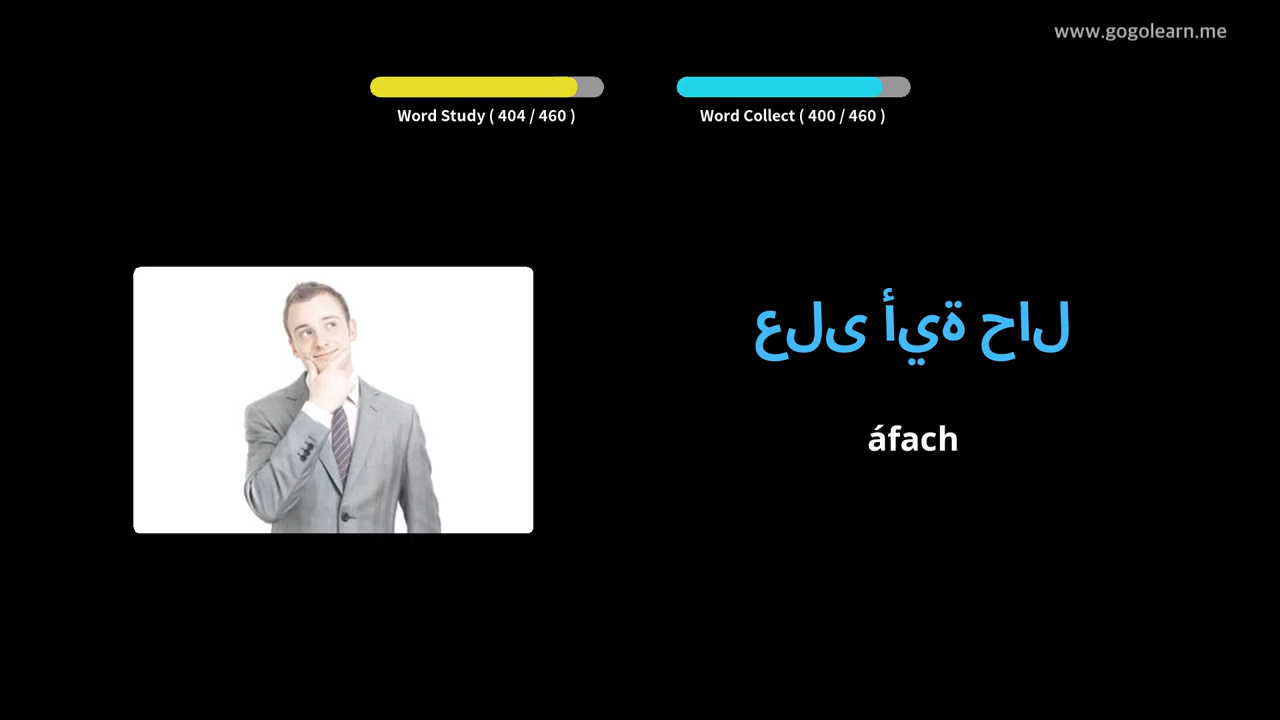 www.gogolearn.me
Word Study ( 404 / 460 )
Word Collect ( 400 / 460 )
على أية حال
áfach